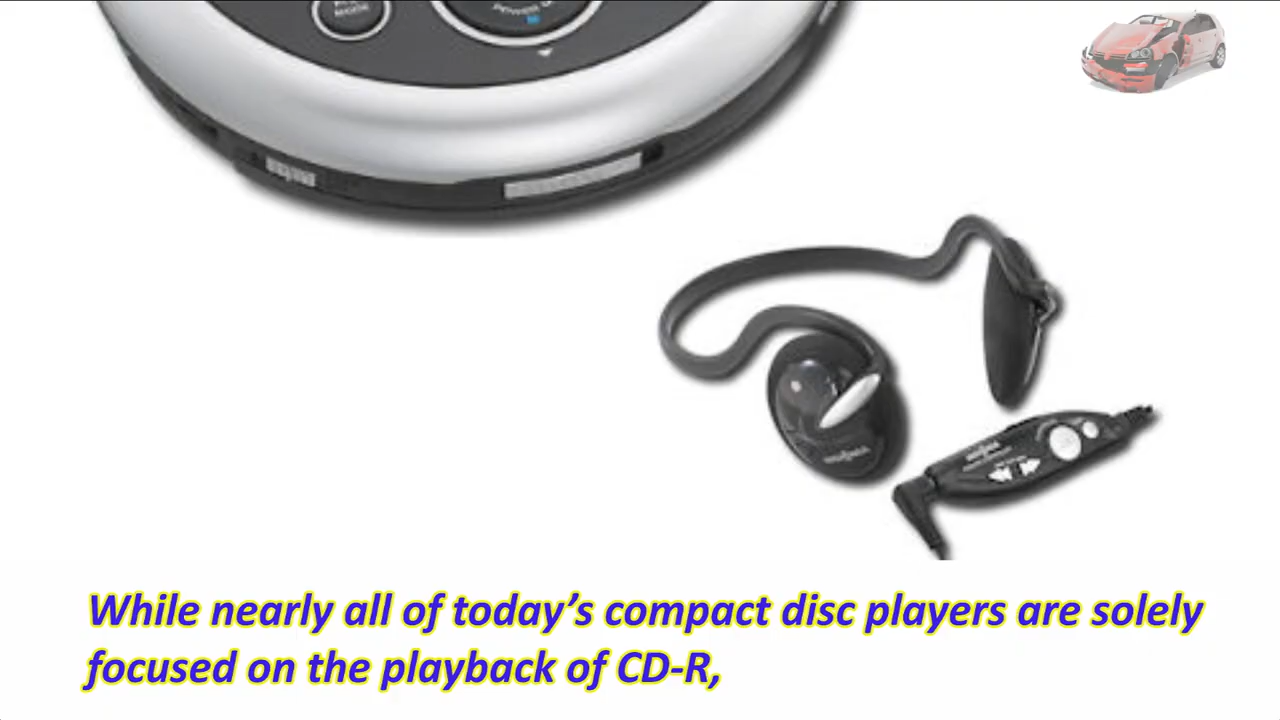 While nearly all of today’s compact disc players are solely
focused on the playback of CD-R,